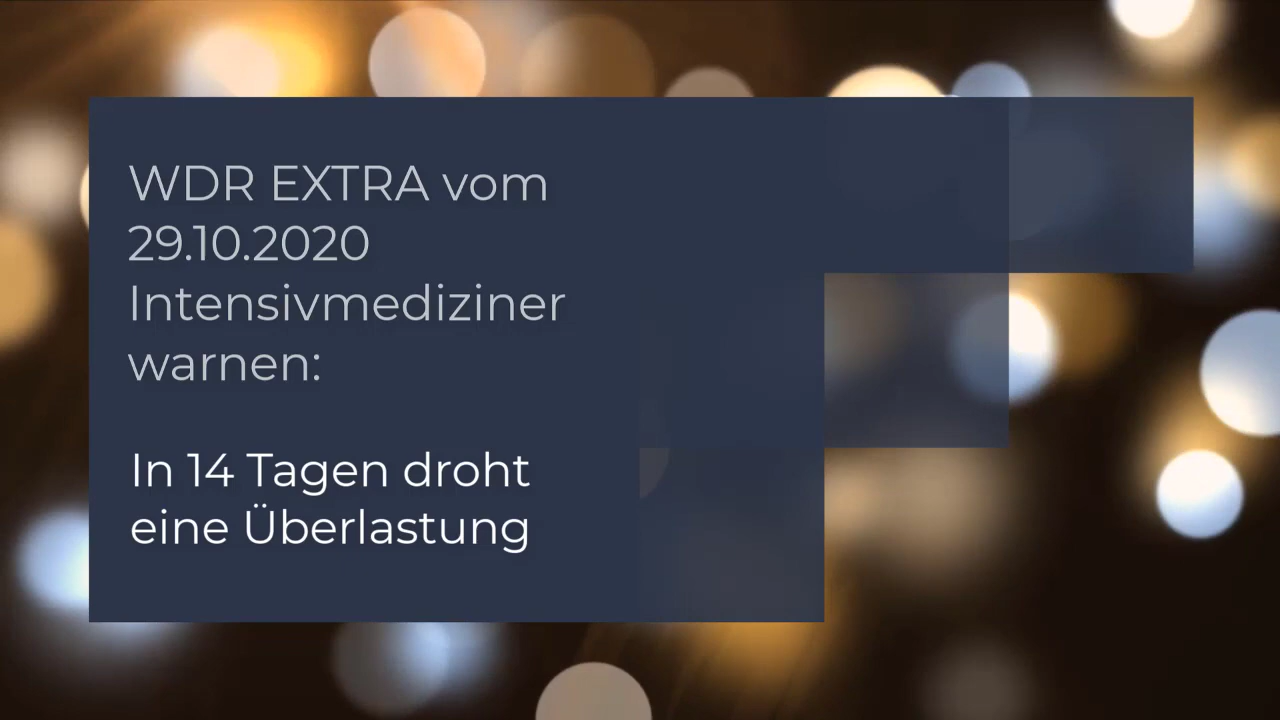 WDR EXTRA vom
29.10.2020
Intensivmediziner
warnen:
In 14 Tagen droht
eine Überlastung